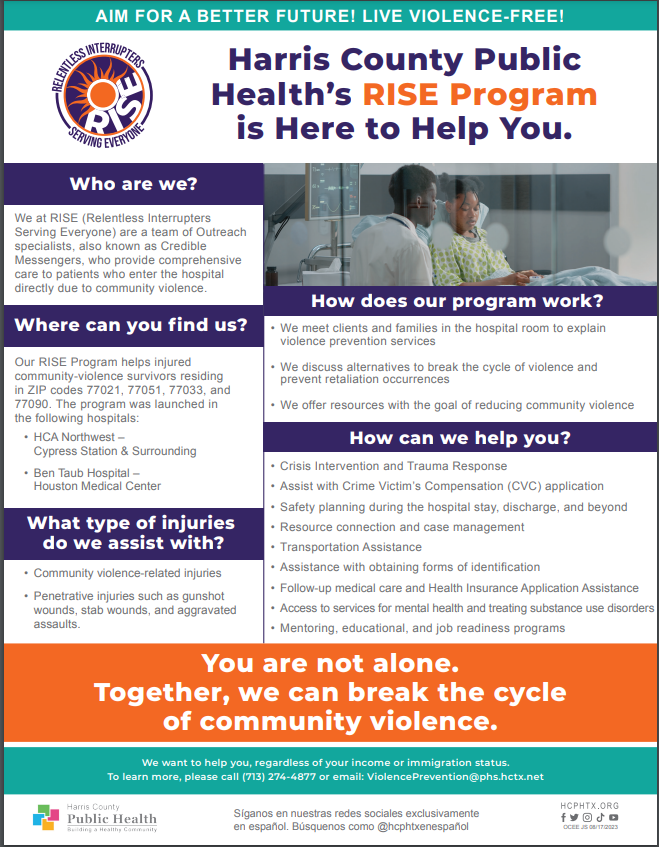 AIM FOR A BETTER FUTURE! LIVE VIOLENCE-FREE!
RELENTLESS INTERRUPTERS
RISE
SERVING EVERYONE
Harris County Public
Health's RISE Program
is Here to Help You.
Who are we?
We at RISE (Relentless Interrupters
Serving Everyone) are a team of Outreach
specialists, also known as Credible
Messengers, who provide comprehensive
care to patients who enter the hospital
directly due to community violence.
Where can you find us?
Our RISE Program helps injured
community-violence survivors residing
in ZIP codes 77021, 77051, 77033, and
77090. The program was launched in
the following hospitals:
• HCA Northwest –
Cypress Station & Surrounding
• Ben Taub Hospital –
Houston Medical Center
What type of injuries
do we assist with?
• Community violence-related injuries
• Penetrative injuries such as gunshot
wounds, stab wounds, and aggravated
assaults.
How does our program work?
• We meet clients and families in the hospital room to explain
violence prevention services
• We discuss alternatives to break the cycle of violence and
prevent retaliation occurrences
• We offer resources with the goal of reducing community violence
How can we help you?
• Crisis Intervention and Trauma Response
• Assist with Crime Victim's Compensation (CVC) application
• Safety planning during the hospital stay, discharge, and beyond
• Resource connection and case management
• Transportation Assistance
• Assistance with obtaining forms of identification
• Follow-up medical care and Health Insurance Application Assistance
• Access to services for mental health and treating substance use disorders
• Mentoring, educational, and job readiness programs
You are not alone.
Together, we can break the cycle
of community violence.
We want to help you, regardless of your income or immigration status.
To learn more, please call (713) 274-4877 or email: ViolencePrevention@phs.hctx.net
Harris County
Public Health
Building a Healthy Community
Síganos en nuestras redes sociales exclusivamente
en español. Búsquenos como @hcphtxenespañol
HCPHTX.ORG
OCEE JS 08/17/2023